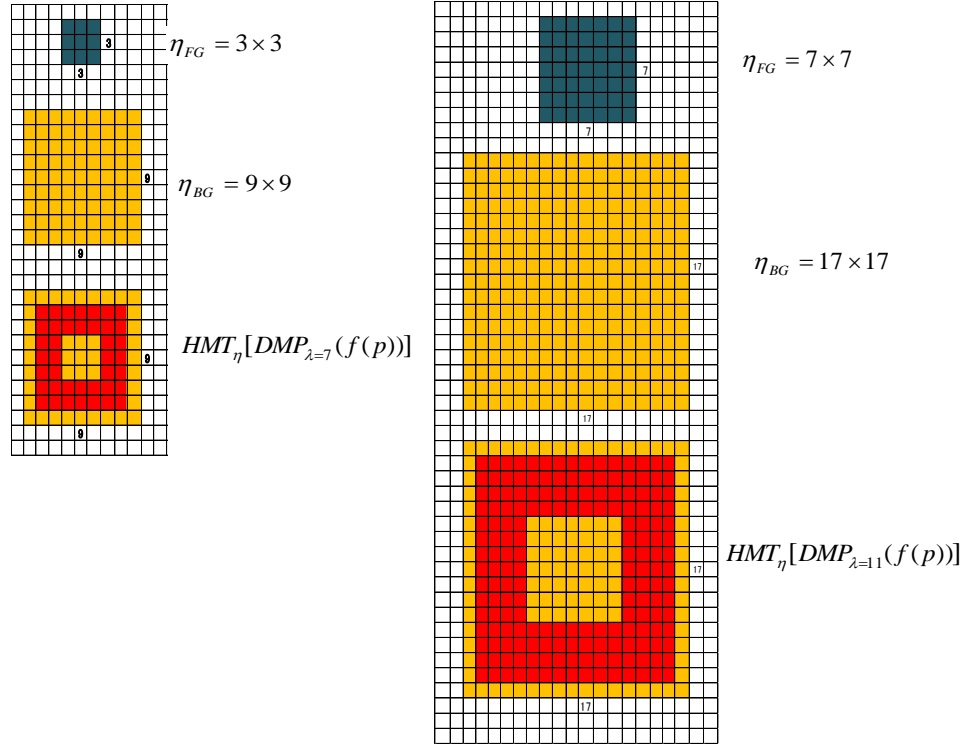 3
3
η_FG = 3 × 3
9
η_BG = 9 × 9
9
9
HMT_η[DMP_λ=7(f(p))]
9
7
η_FG = 7 × 7
7
17
η_BG = 17 × 17
17
17
HMT_η[DMP_λ=11(f(p))]
17